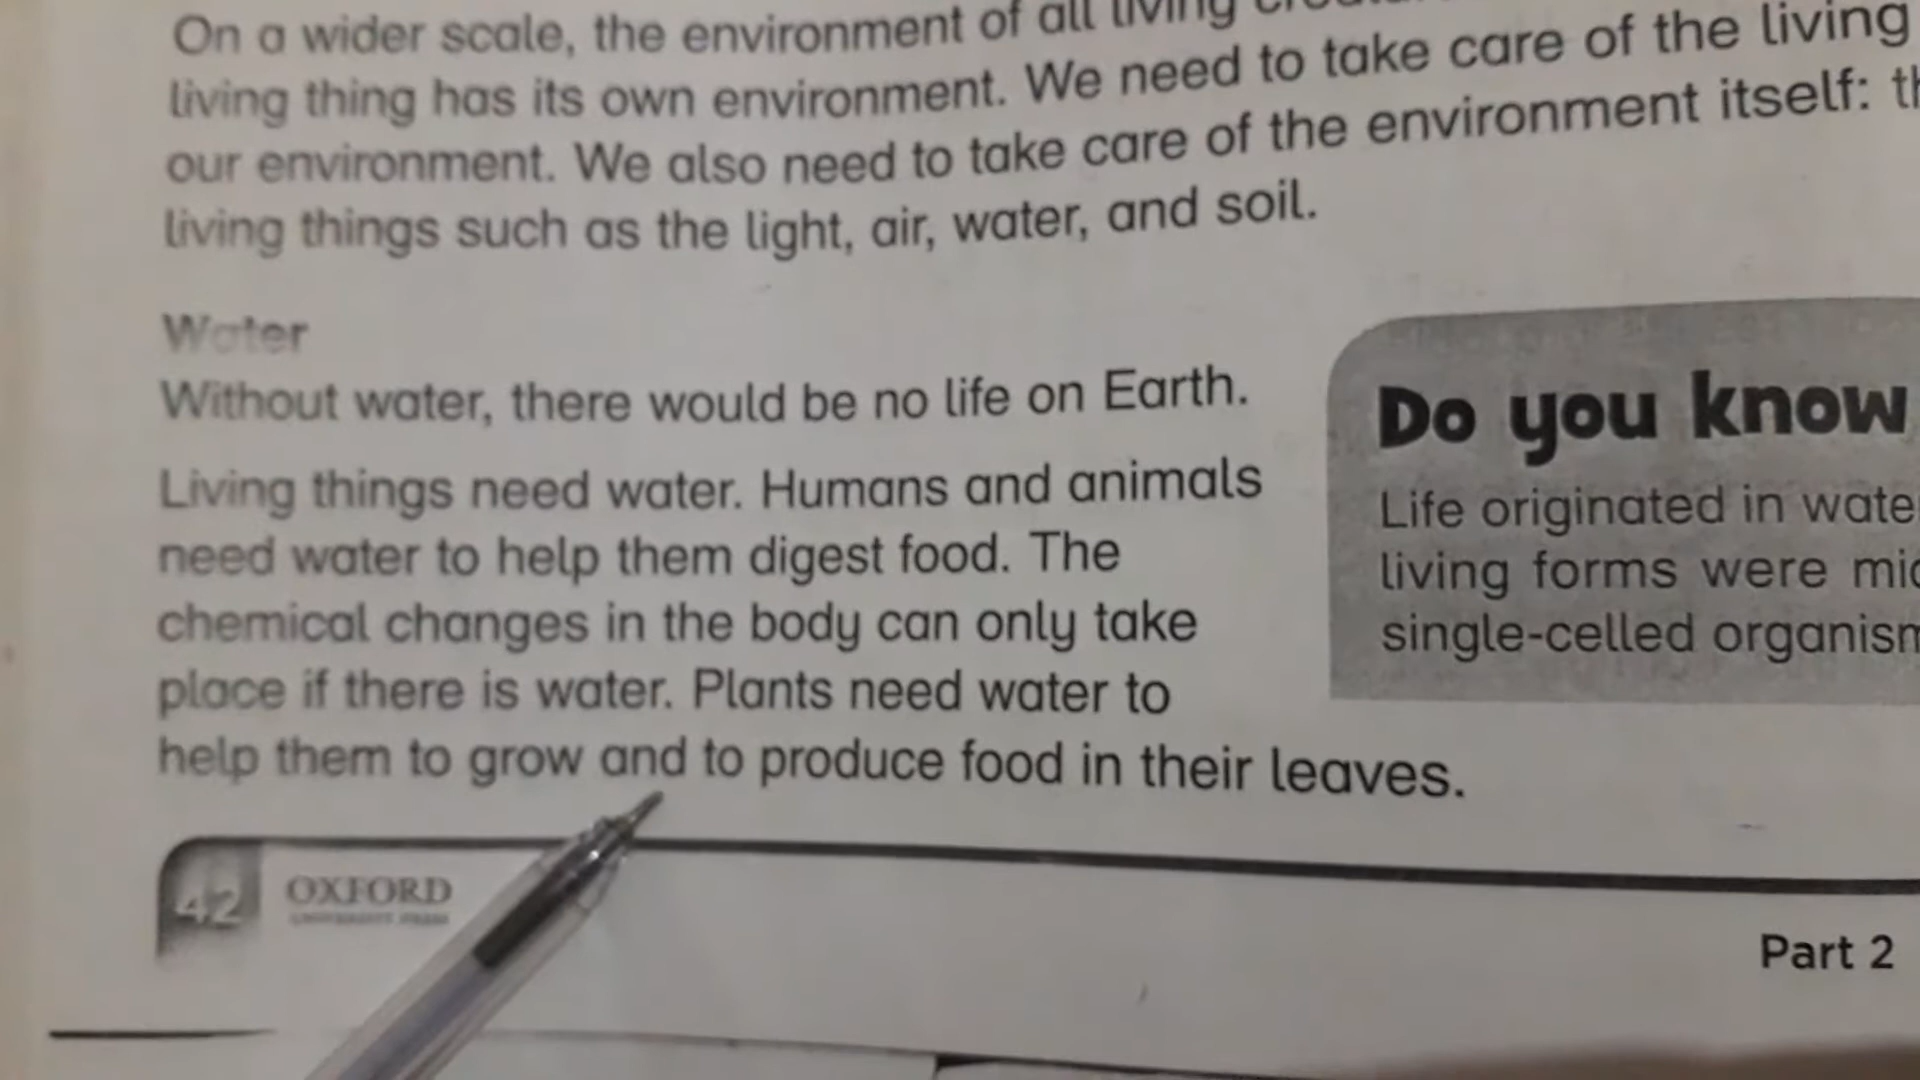 On a wider scale, the environment of all living
living thing has its own environment. We need to take care of the living
our environment. We also need to take care of the environment itself:
living things such as the light, air, water, and soil.
Water
Without water, there would be no life on Earth.
Living things need water. Humans and animals
need water to help them digest food. The
chemical changes in the body can only take
place if there is water. Plants need water to
help them to grow and to produce food in their leaves.
Do you know
Life originated in
living forms were
single-celled
42
OXFORD
UNIVERSITY PRESS
Part 2